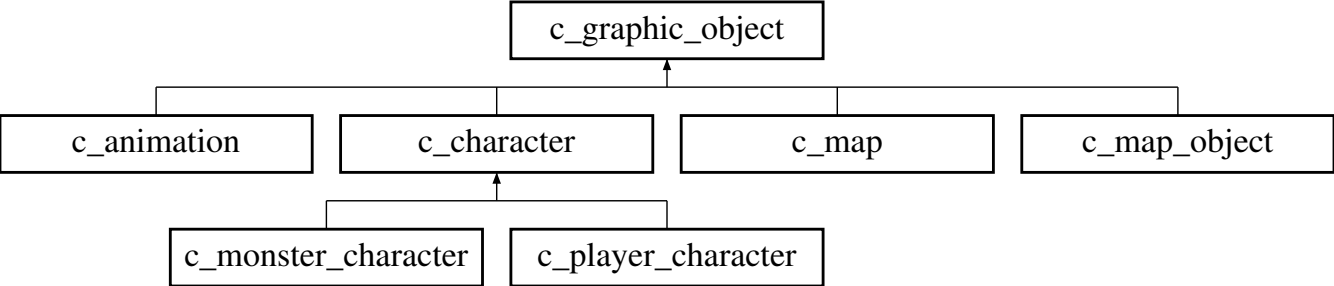 c_graphic_object
c_animation
c_character
c_map
c_map_object
c_monster_character
c_player_character